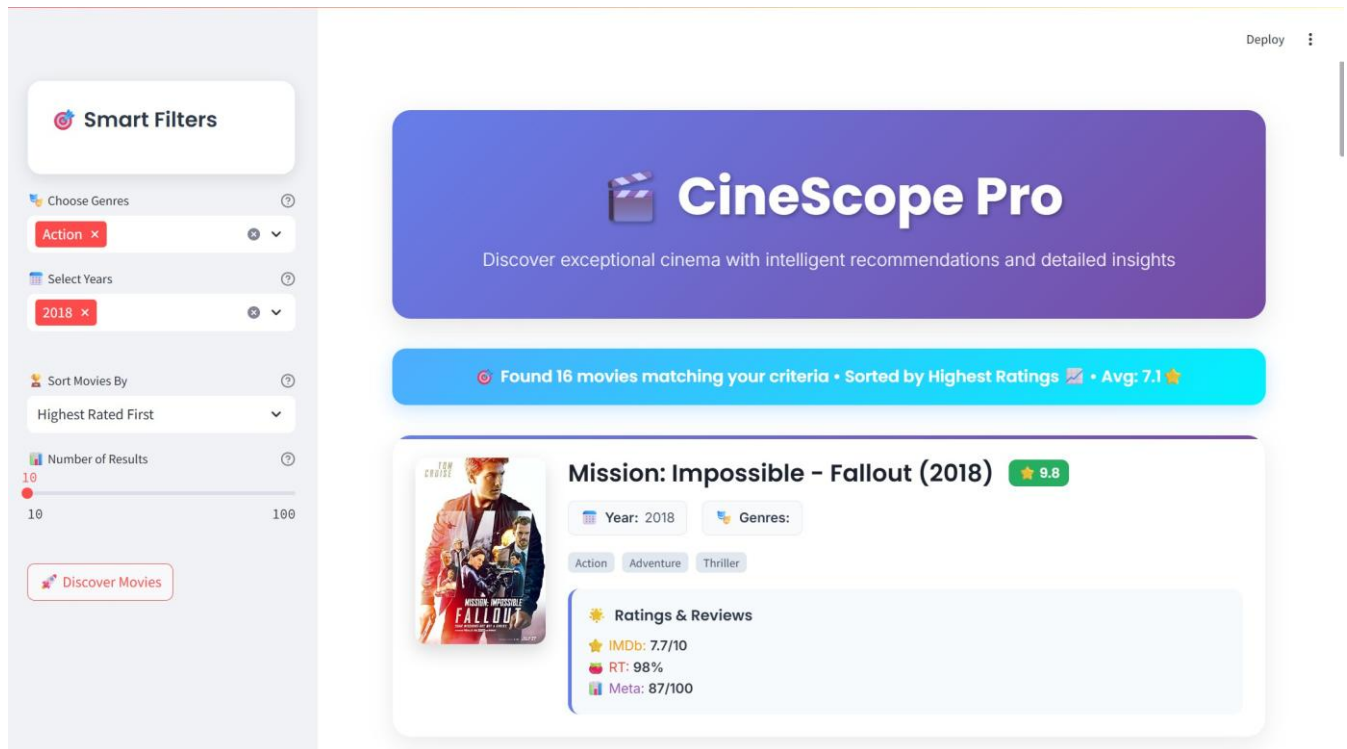 Deploy
Smart Filters
Choose Genres
Action ×
Select Years
2018 ×
Sort Movies By
Highest Rated First
Number of Results
10
10 100
Discover Movies
CineScope Pro
Discover exceptional cinema with intelligent recommendations and detailed insights
Found 16 movies matching your criteria • Sorted by Highest Ratings • Avg: 7.1
TOM CRUISE
MISSION: IMPOSSIBLE
FALLOUT
Mission: Impossible - Fallout (2018) 9.8
Year: 2018 Genres:
Action Adventure Thriller
Ratings & Reviews
IMDb: 7.7/10
RT: 98%
Meta: 87/100